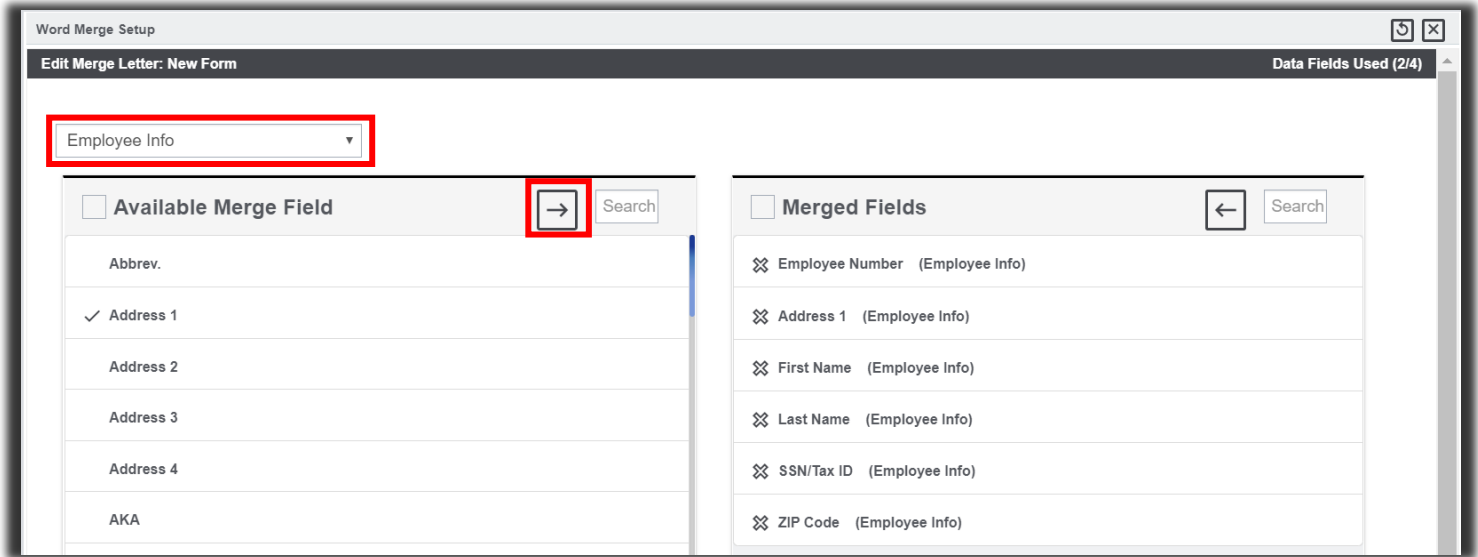 Word Merge Setup
Edit Merge Letter: New Form Data Fields Used (2/4)
Employee Info
Available Merge Field Search
Abbrev.
Address 1
Address 2
Address 3
Address 4
AKA
Merged Fields Search
Employee Number (Employee Info)
Address 1 (Employee Info)
First Name (Employee Info)
Last Name (Employee Info)
SSN/Tax ID (Employee Info)
ZIP Code (Employee Info)